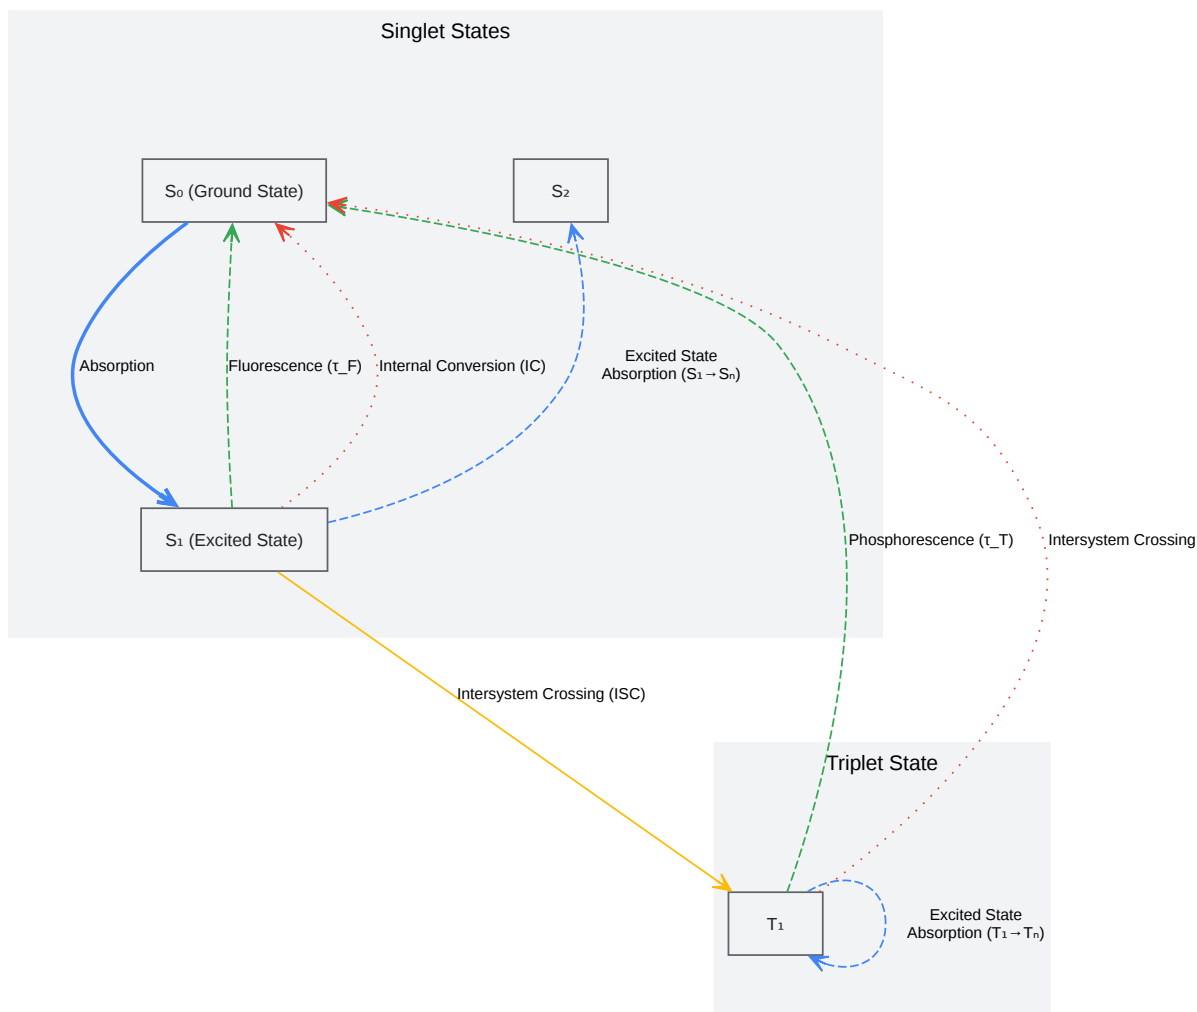 Singlet States
S₀ (Ground State)
S₂
Absorption
Fluorescence (τ_F)
Internal Conversion (IC)
Excited State
Absorption (S₁→Sₙ)
S₁ (Excited State)
Phosphorescence (τ_T)
Intersystem Crossing
Intersystem Crossing (ISC)
Triplet State
T₁
Excited State
Absorption (T₁→Tₙ)